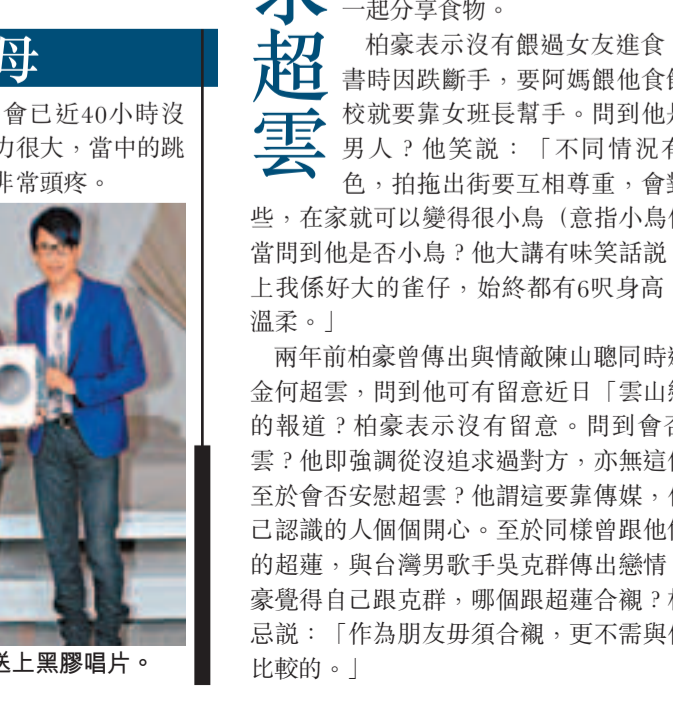 母
會已近40小時沒
力很大，當中的跳
非常頭疼。
送上黑膠唱片。
超雲
一起分享食物。
柏豪表示沒有餵過女友進食
書時因跌斷手，要阿媽餵他食
校就要靠女班長幫手。問到他是
男人？他笑說：「不同情況有
色，拍拖出街要互相尊重，會對
些，在家就可以變得很小鳥（意指小鳥
當問到他是否小鳥？他大講有味笑話說
上我係好大的雀仔，始終都有6呎身高
溫柔。」
兩年前柏豪曾傳出與情敵陳山聰同時
金何超雲，問到他可有留意近日「雲山
的報道？柏豪表示沒有留意。問到會否
雲？他即強調從沒追求過對方，亦無這
至於會否安慰超雲？他謂這要靠傳媒，
己認識的人個個開心。至於同樣曾跟他
的超蓮，與台灣男歌手吳克群傳出戀情
豪覺得自己跟克群，哪個跟超蓮合襯？
忌說：「作為朋友毋須合襯，更不需與
比較的。」